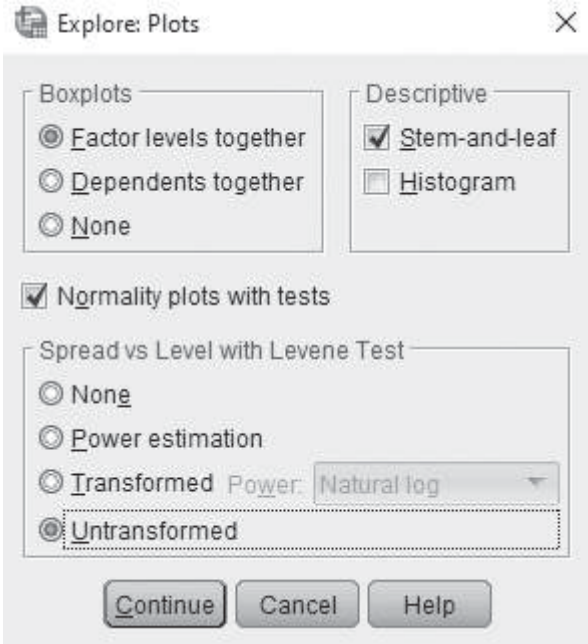 Explore: Plots
Boxplots
Factor levels together
Dependents together
None
Descriptive
Stem-and-leaf
Histogram
Normality plots with tests
Spread vs Level with Levene Test
None
Power estimation
Transformed Power: Natural log
Untransformed
Continue Cancel Help